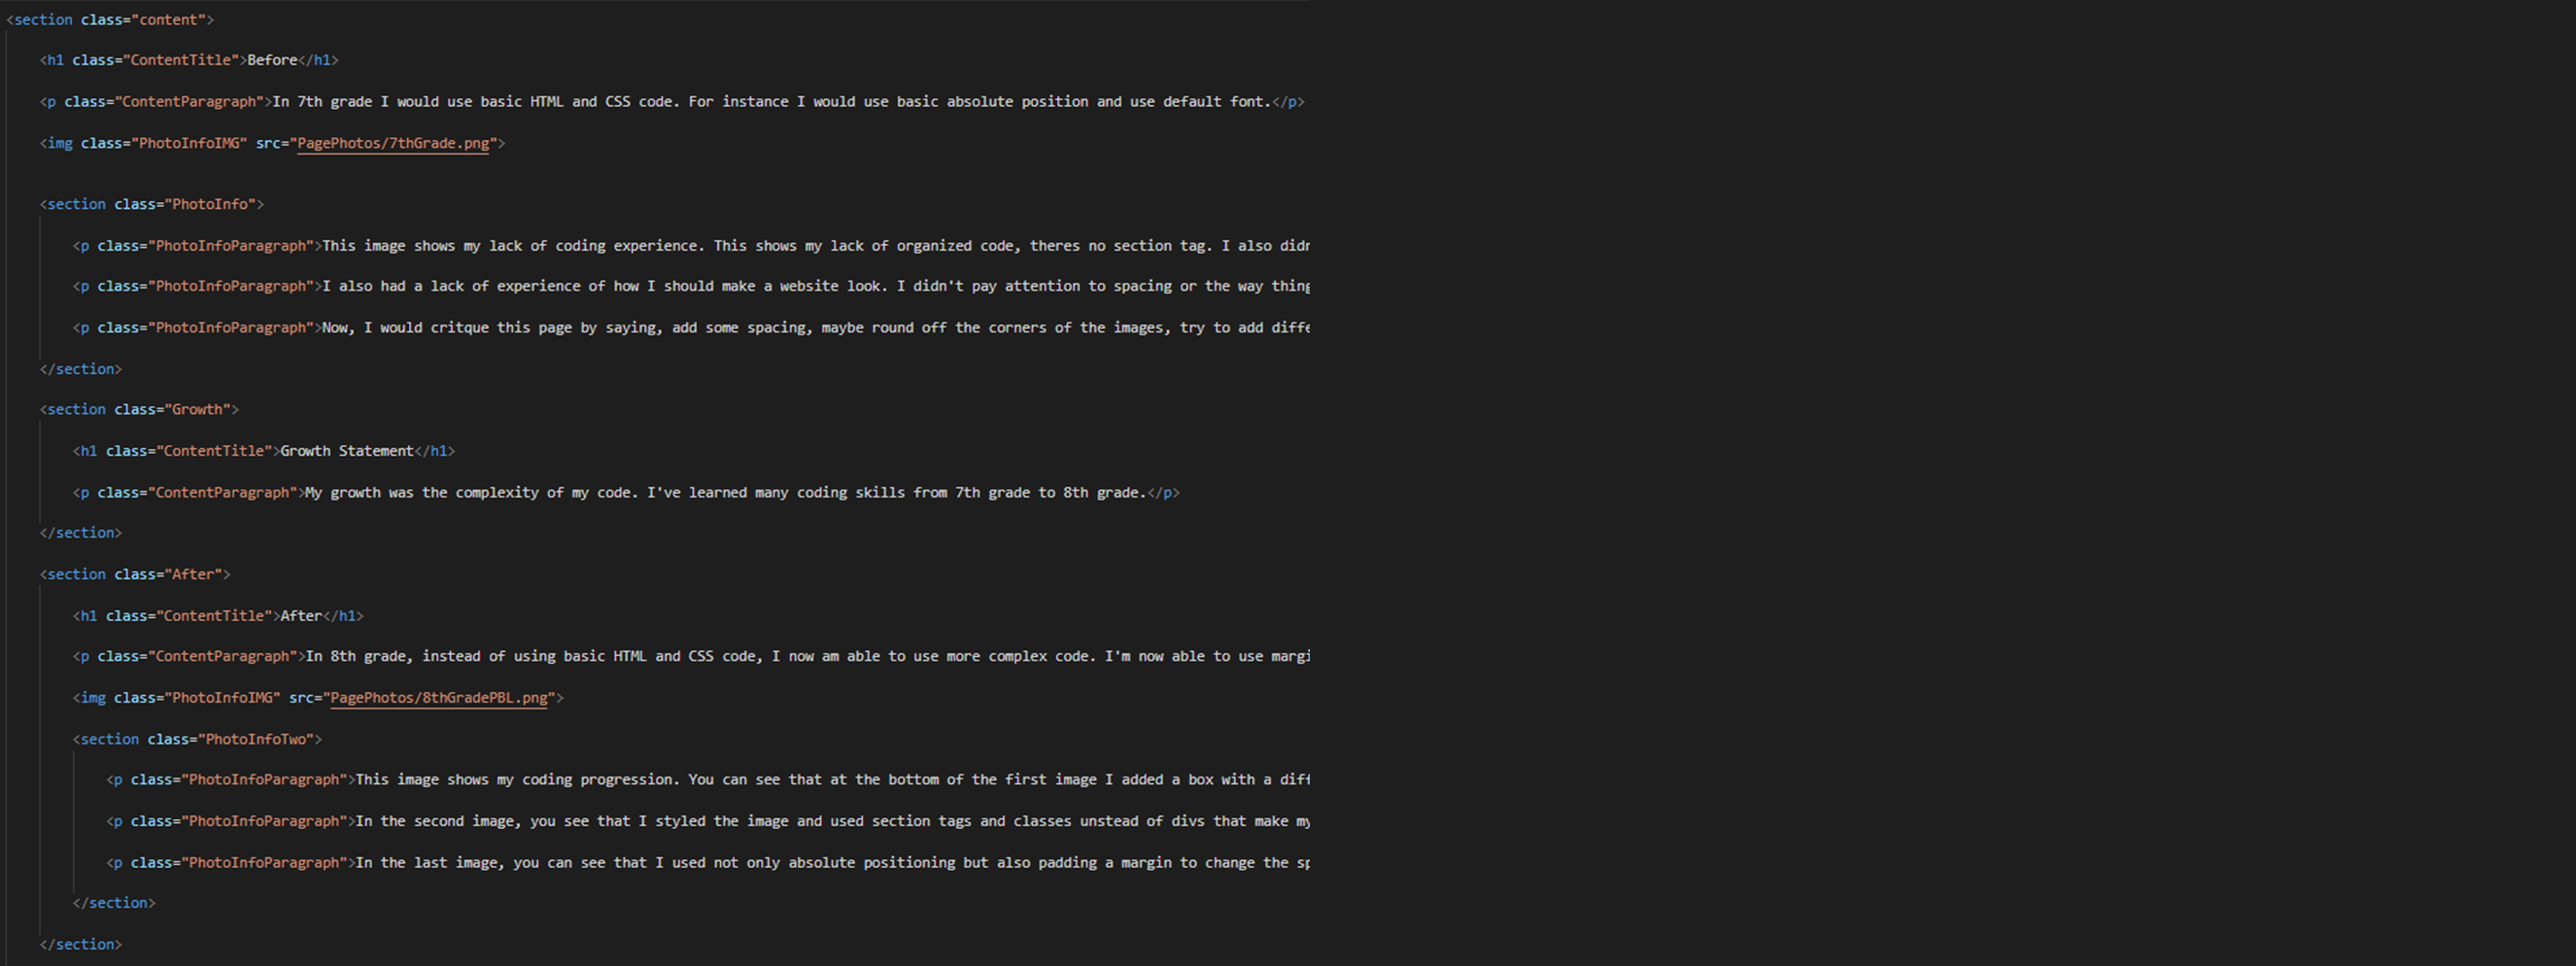 <section class="content">
<h1 class="ContentTitle">Before</h1>
<p class="ContentParagraph">In 7th grade I would use basic HTML and CSS code. For instance I would use basic absolute position and use default font.</p>
<img class="PhotoInfoIMG" src="PagePhotos/7thGrade.png">
<section class="PhotoInfo">
<p class="PhotoInfoParagraph">This image shows my lack of coding experience. This shows my lack of organized code, theres no section tag. I also didn
<p class="PhotoInfoParagraph">I also had a lack of experience of how I should make a website look. I didn't pay attention to spacing or the way thing
<p class="PhotoInfoParagraph">Now, I would critque this page by saying, add some spacing, maybe round off the corners of the images, try to add diffe
</section>
<section class="Growth">
<h1 class="ContentTitle">Growth Statement</h1>
<p class="ContentParagraph">My growth was the complexity of my code. I've learned many coding skills from 7th grade to 8th grade.</p>
</section>
<section class="After">
<h1 class="ContentTitle">After</h1>
<p class="ContentParagraph">In 8th grade, instead of using basic HTML and CSS code, I now am able to use more complex code. I'm now able to use margi
<img class="PhotoInfoIMG" src="PagePhotos/8thGradePBL.png">
<section class="PhotoInfoTwo">
<p class="PhotoInfoParagraph">This image shows my coding progression. You can see that at the bottom of the first image I added a box with a diff
<p class="PhotoInfoParagraph">In the second image, you see that I styled the image and used section tags and classes unstead of divs that make my
<p class="PhotoInfoParagraph">In the last image, you can see that I used not only absolute positioning but also padding a margin to change the sp
</section>
</section>